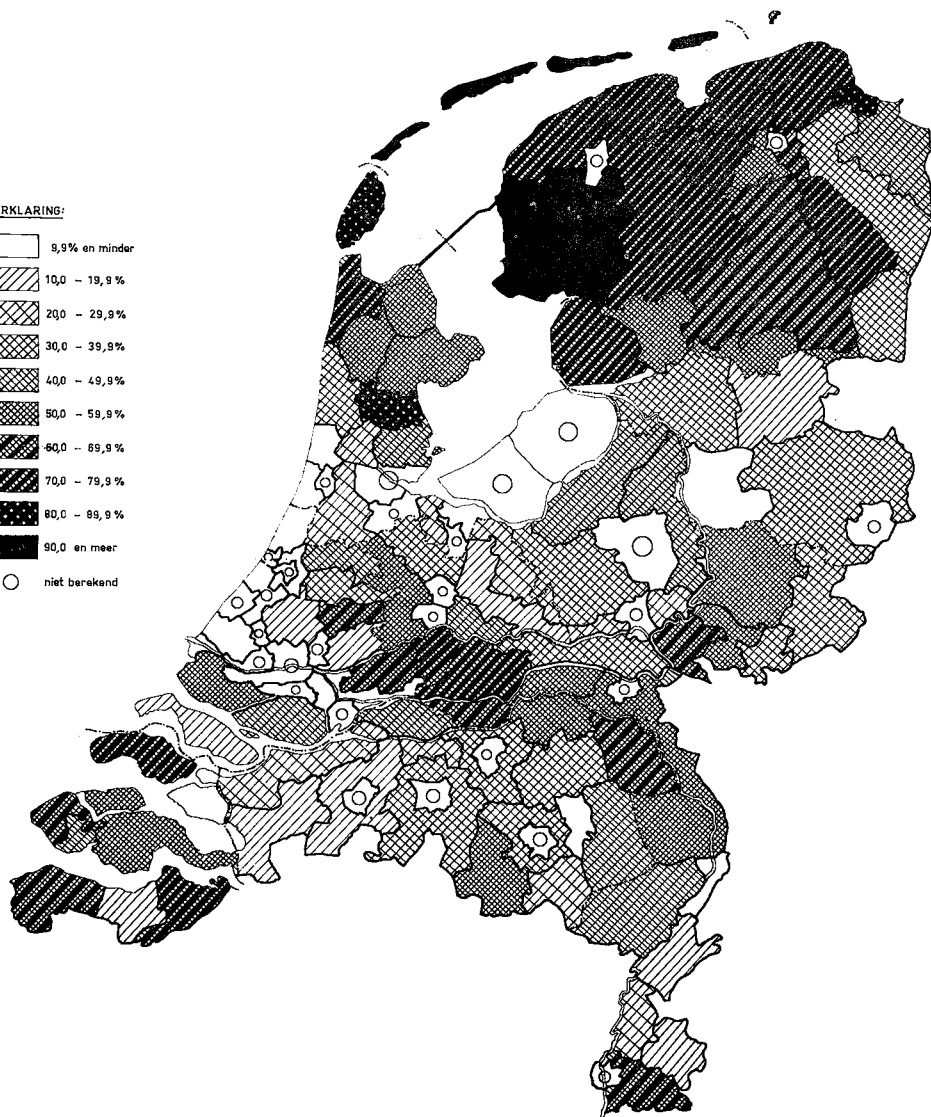 RKLARING:
9,9% en minder
10,0 - 19,9%
20,0 - 29,9%
30,0 - 39,9%
40,0 - 49,9%
50,0 - 59,9%
60,0 - 69,9%
70,0 - 79,9%
80,0 - 89,9%
90,0 en meer
niet berekend